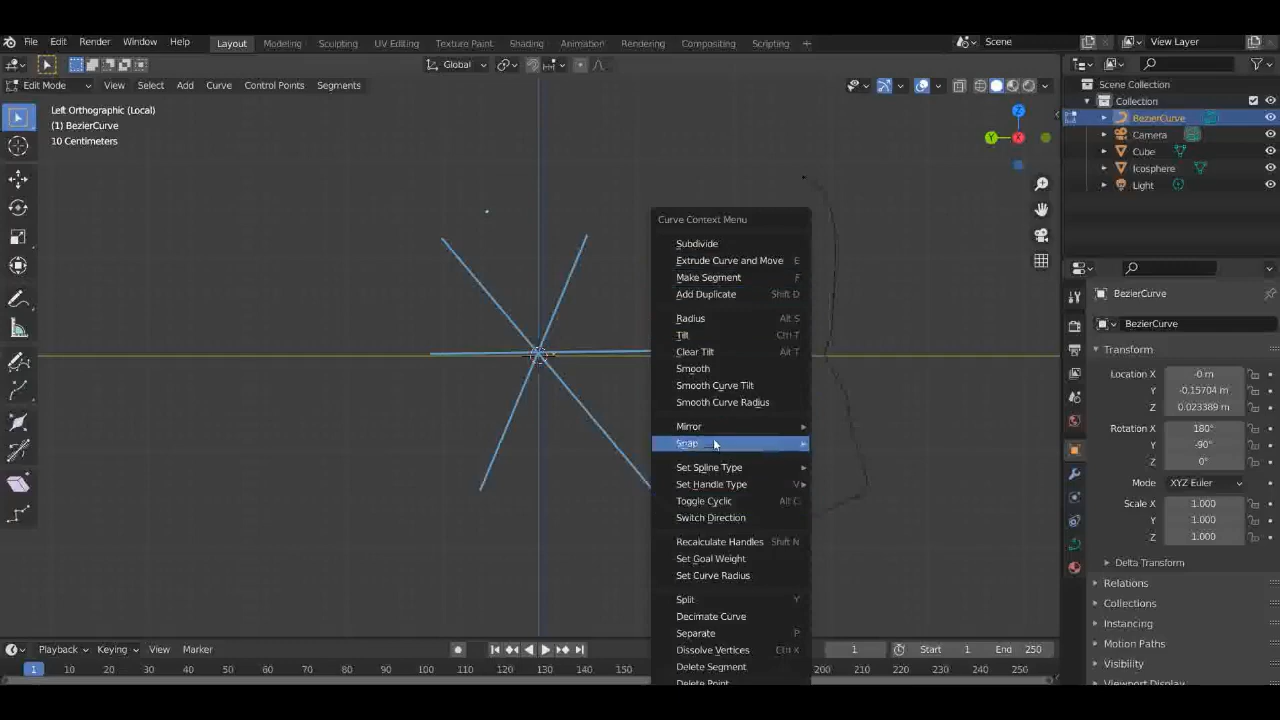 File Edit Render Window Help Layout Modeling Sculpting UV Editing Texture Paint Shading Animation Rendering Compositing Scripting + Scene View Layer
Global
Edit Mode View Select Add Curve Control Points Segments
Left Orthographic (Local)
(1) BezierCurve
10 Centimeters
Z
Y
X
Curve Context Menu
Subdivide
Extrude Curve and Move E
Make Segment F
Add Duplicate Shift D
Radius Alt S
Tilt Ctrl T
Clear Tilt Alt T
Smooth
Smooth Curve Tilt
Smooth Curve Radius
Mirror
Snap
Set Spline Type
Set Handle Type V
Toggle Cyclic Alt C
Switch Direction
Recalculate Handles Shift N
Set Goal Weight
Set Curve Radius
Split Y
Decimate Curve
Separate P
Dissolve Vertices Ctrl X
Delete Segment
Delete Point
Scene Collection
Collection
BezierCurve
Camera
Cube
Icosphere
Light
BezierCurve
BezierCurve
Transform
Location X -0 m
Y -0.15704 m
Z 0.023389 m
Rotation X 180°
Y -90°
Z 0°
Mode XYZ Euler
Scale X 1.000
Y 1.000
Z 1.000
Delta Transform
Relations
Collections
Instancing
Motion Paths
Visibility
Viewport Display
Playback Keying View Marker 1 Start 1 End 250
1 10 20 30 40 50 60 70 80 90 100 110 120 130 140 150 200 210 220 230 240 250